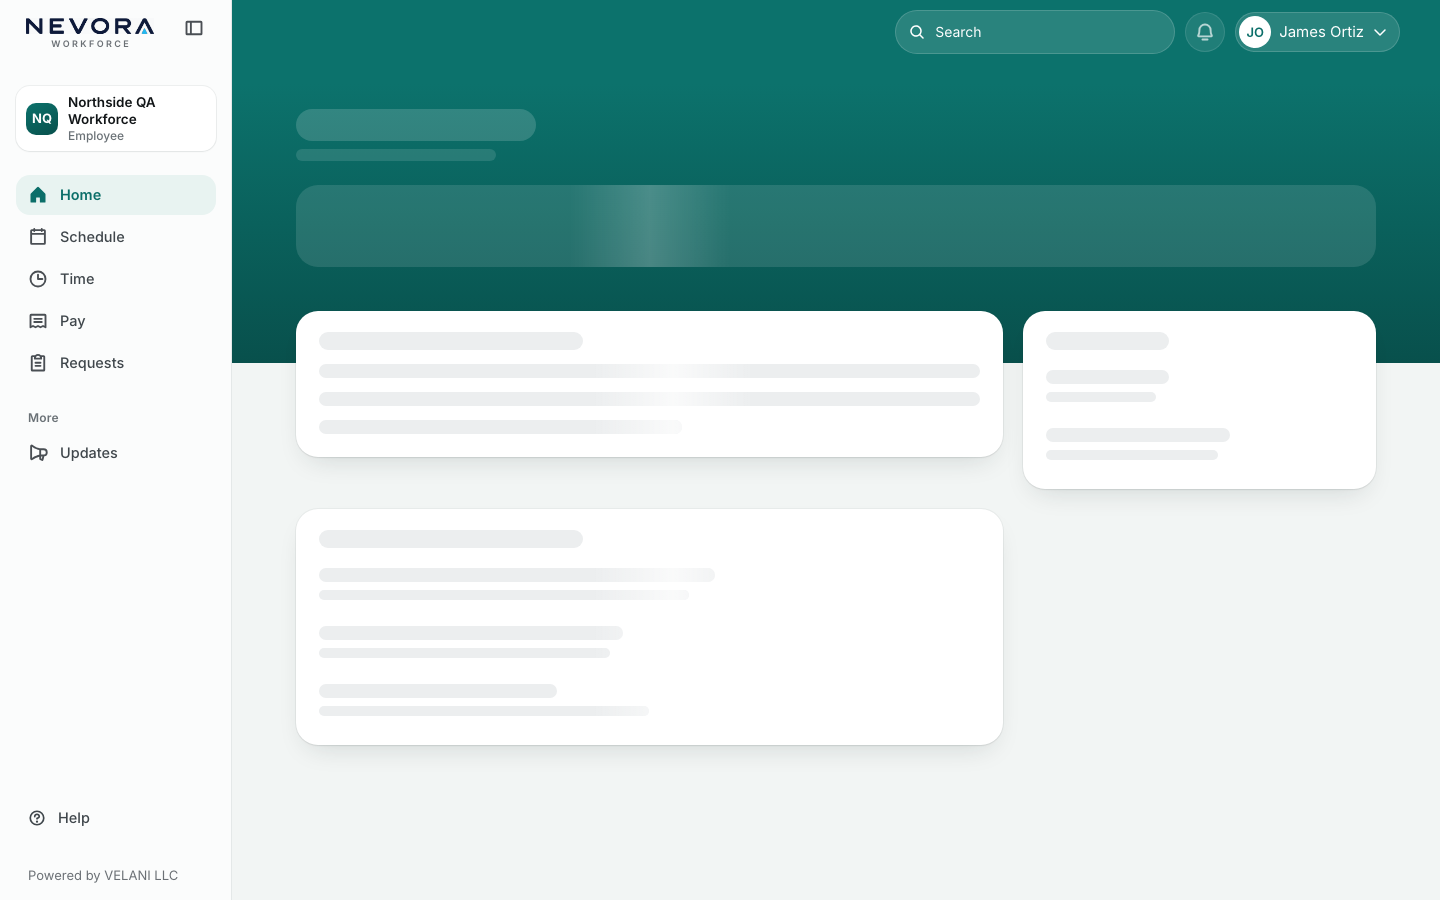 NEVORA
WORKFORCE
Search
JO
James Ortiz
NQ
Northside QA
Workforce
Employee
Home
Schedule
Time
Pay
Requests
More
Updates
Help
Powered by VELANI LLC